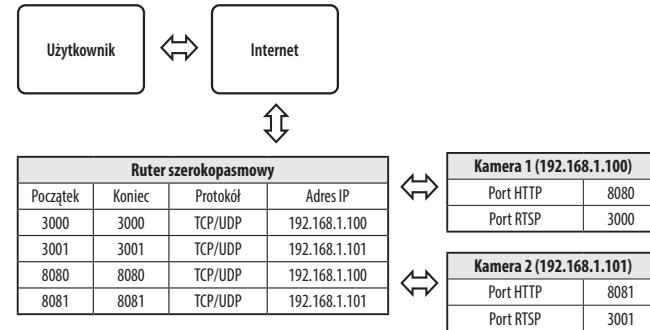 Użytkownik
Internet
Ruter szerokopasmowy
Początek Koniec Protokół Adres IP
3000 3000 TCP/UDP 192.168.1.100
3001 3001 TCP/UDP 192.168.1.101
8080 8080 TCP/UDP 192.168.1.100
8081 8081 TCP/UDP 192.168.1.101
Kamera 1 (192.168.1.100)
Port HTTP 8080
Port RTSP 3000
Kamera 2 (192.168.1.101)
Port HTTP 8081
Port RTSP 3001